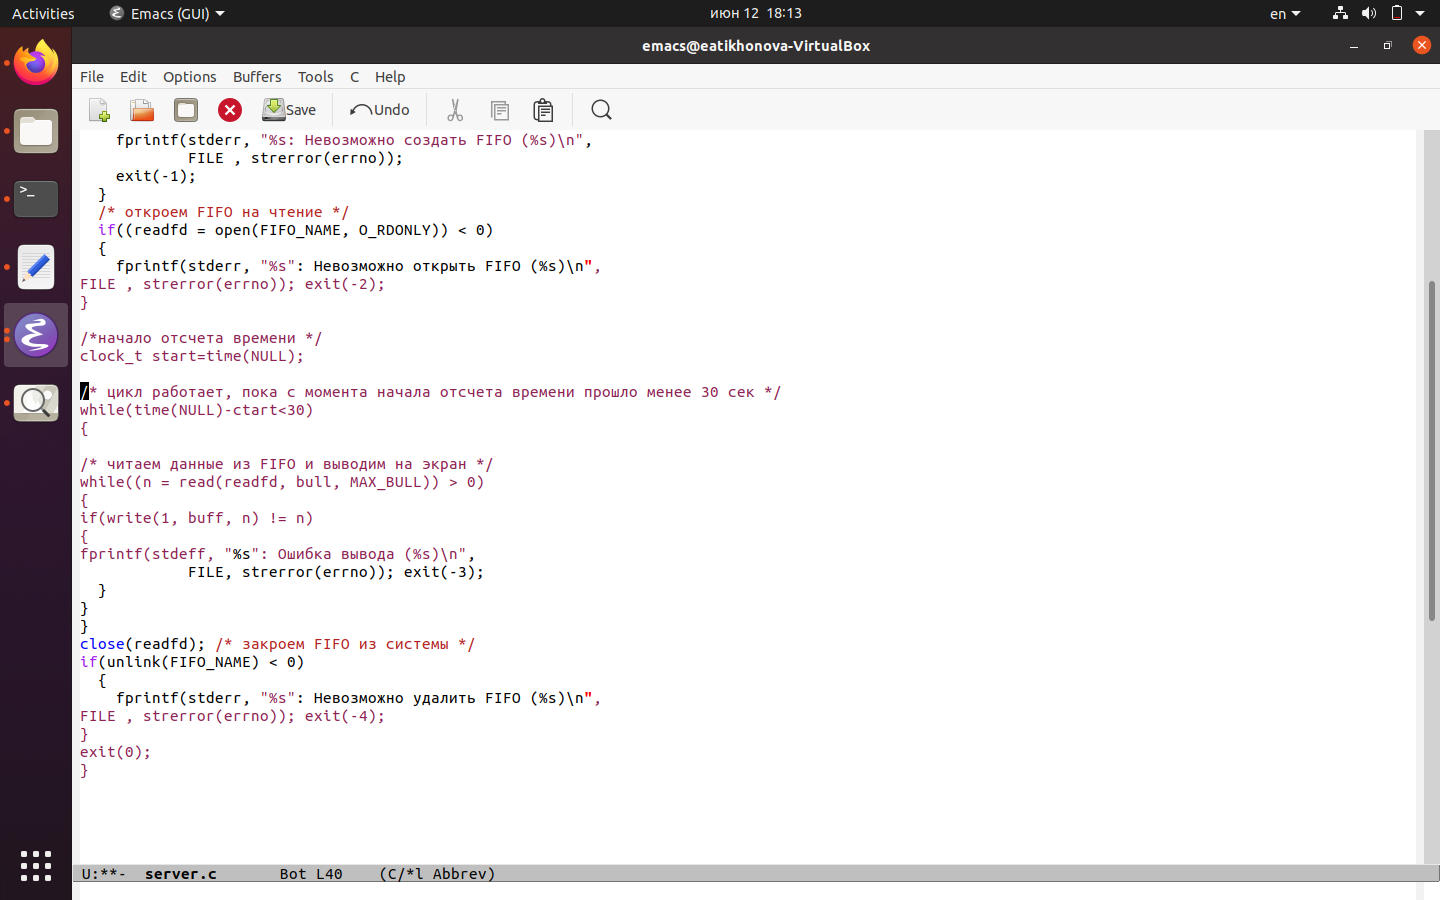 Activities Emacs (GUI) июн 12 18:13 en
emacs@eatikhonova-VirtualBox
File Edit Options Buffers Tools C Help
Save Undo
fprintf(stderr, "%s: Невозможно создать FIFO (%s)\n",
FILE , strerror(errno));
exit(-1);
}
/* откроем FIFO на чтение */
if((readfd = open(FIFO_NAME, O_RDONLY)) < 0)
{
fprintf(stderr, "%s": Невозможно открыть FIFO (%s)\n",
FILE , strerror(errno)); exit(-2);
}
/*начало отсчета времени */
clock_t start=time(NULL);
/* цикл работает, пока с момента начала отсчета времени прошло менее 30 сек */
while(time(NULL)-ctart<30)
{
/* читаем данные из FIFO и выводим на экран */
while((n = read(readfd, bull, MAX_BULL)) > 0)
{
if(write(1, buff, n) != n)
{
fprintf(stdeff, "%s": Ошибка вывода (%s)\n",
FILE, strerror(errno)); exit(-3);
}
}
}
close(readfd); /* закроем FIFO из системы */
if(unlink(FIFO_NAME) < 0)
{
fprintf(stderr, "%s": Невозможно удалить FIFO (%s)\n",
FILE , strerror(errno)); exit(-4);
}
exit(0);
}
U:**- server.c Bot L40 (C/*l Abbrev)